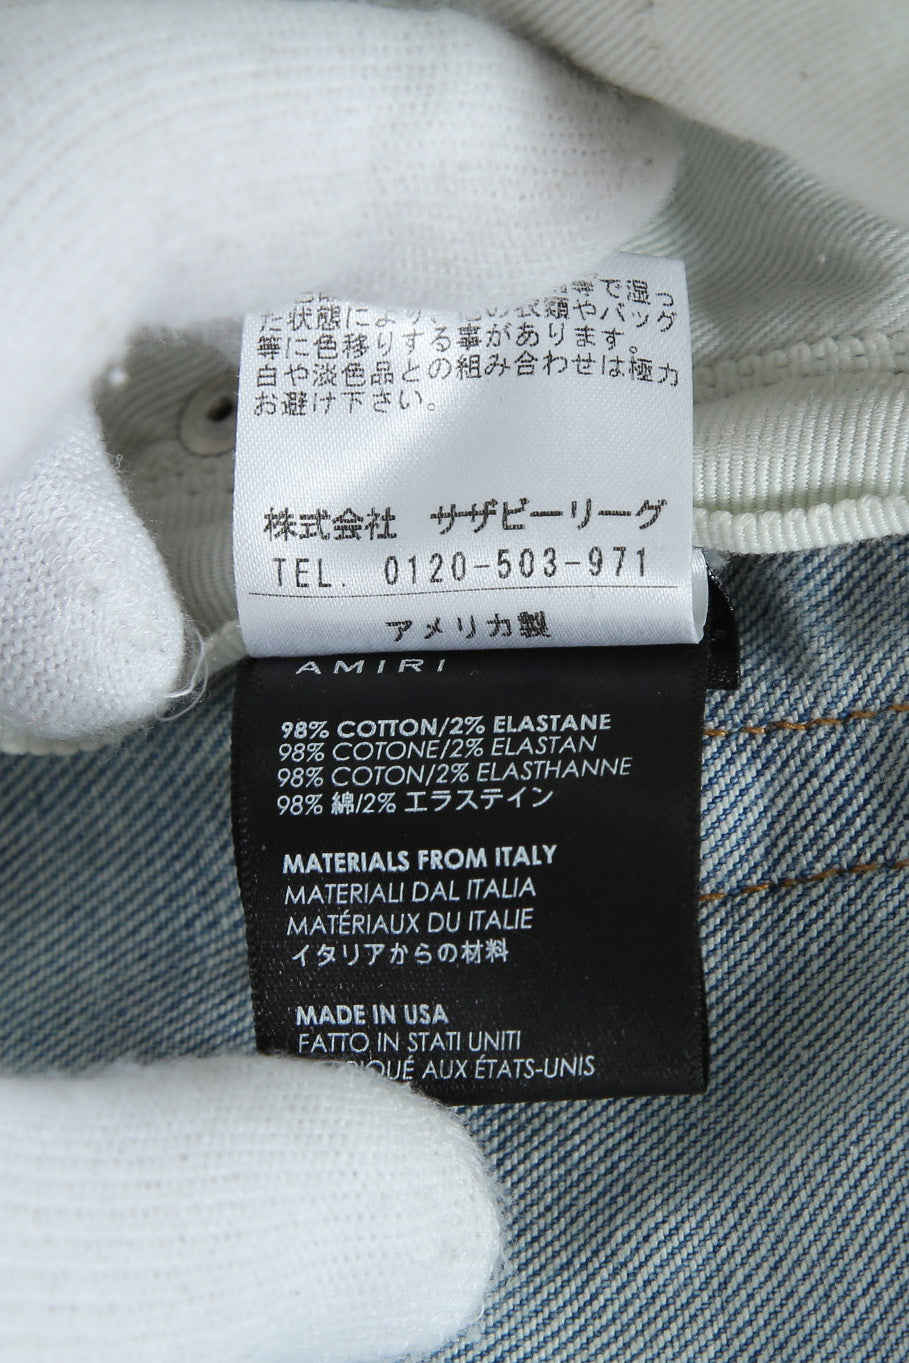 等で湿っ
た状態により、他の衣類やバッグ
等に色移りする事があります。
白や淡色品との組み合わせは極力
お避け下さい。
株式会社 サザビーリーグ
TEL. 0120-503-971
アメリカ製
AMIRI
98% COTTON/2% ELASTANE
98% COTONE/2% ELASTAN
98% COTON/2% ELASTHANNE
98% 綿/2% エラステイン
MATERIALS FROM ITALY
MATERIALI DAL ITALIA
MATÉRIAUX DU ITALIE
イタリアからの材料
MADE IN USA
FATTO IN STATI UNITI
AUX ÉTATS-UNIS